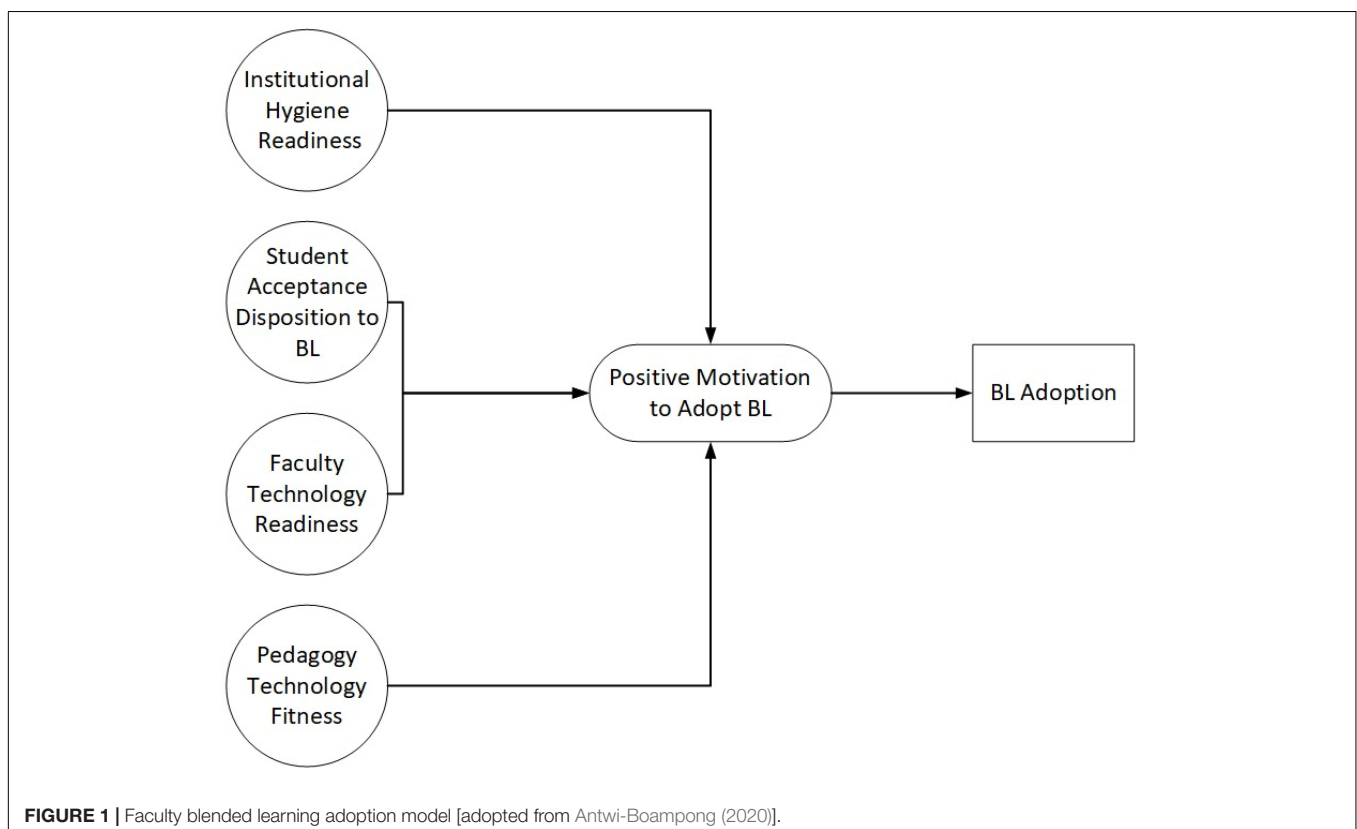 Institutional
Hygiene
Readiness
Student
Acceptance
Disposition to
BL
Faculty
Technology
Readiness
Pedagogy
Technology
Fitness
Positive Motivation
to Adopt BL
BL Adoption
FIGURE 1 | Faculty blended learning adoption model [adopted from Antwi-Boampong (2020)].